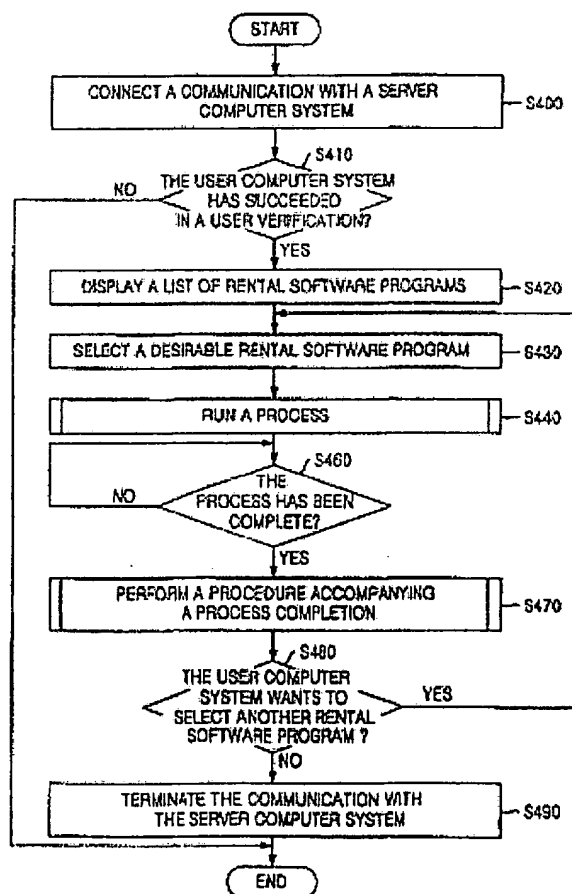 START
CONNECT A COMMUNICATION WITH A SERVER
COMPUTER SYSTEM
S400
S410
NO
THE USER COMPUTER SYSTEM
HAS SUCCEEDED
IN A USER VERIFICATION?
YES
DISPLAY A LIST OF RENTAL SOFTWARE PROGRAMS
S420
SELECT A DESIRABLE RENTAL SOFTWARE PROGRAM
S430
RUN A PROCESS
S440
S460
NO
THE
PROCESS HAS BEEN
COMPLETE?
YES
PERFORM A PROCEDURE ACCOMPANYING
A PROCESS COMPLETION
S470
S480
THE USER COMPUTER
SYSTEM WANTS TO
SELECT ANOTHER RENTAL
SOFTWARE PROGRAM ?
YES
NO
TERMINATE THE COMMUNICATION WITH
THE SERVER COMPUTER SYSTEM
S490
END